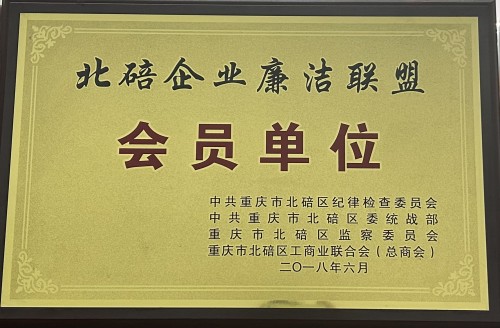 北碚企业廉洁联盟
会员单位
中共重庆市北碚区纪律检查委员会
中共重庆市北碚区委统战部
重庆市北碚区监察委员会
重庆市北碚区工商业联合会（总商会）
二〇一八年六月